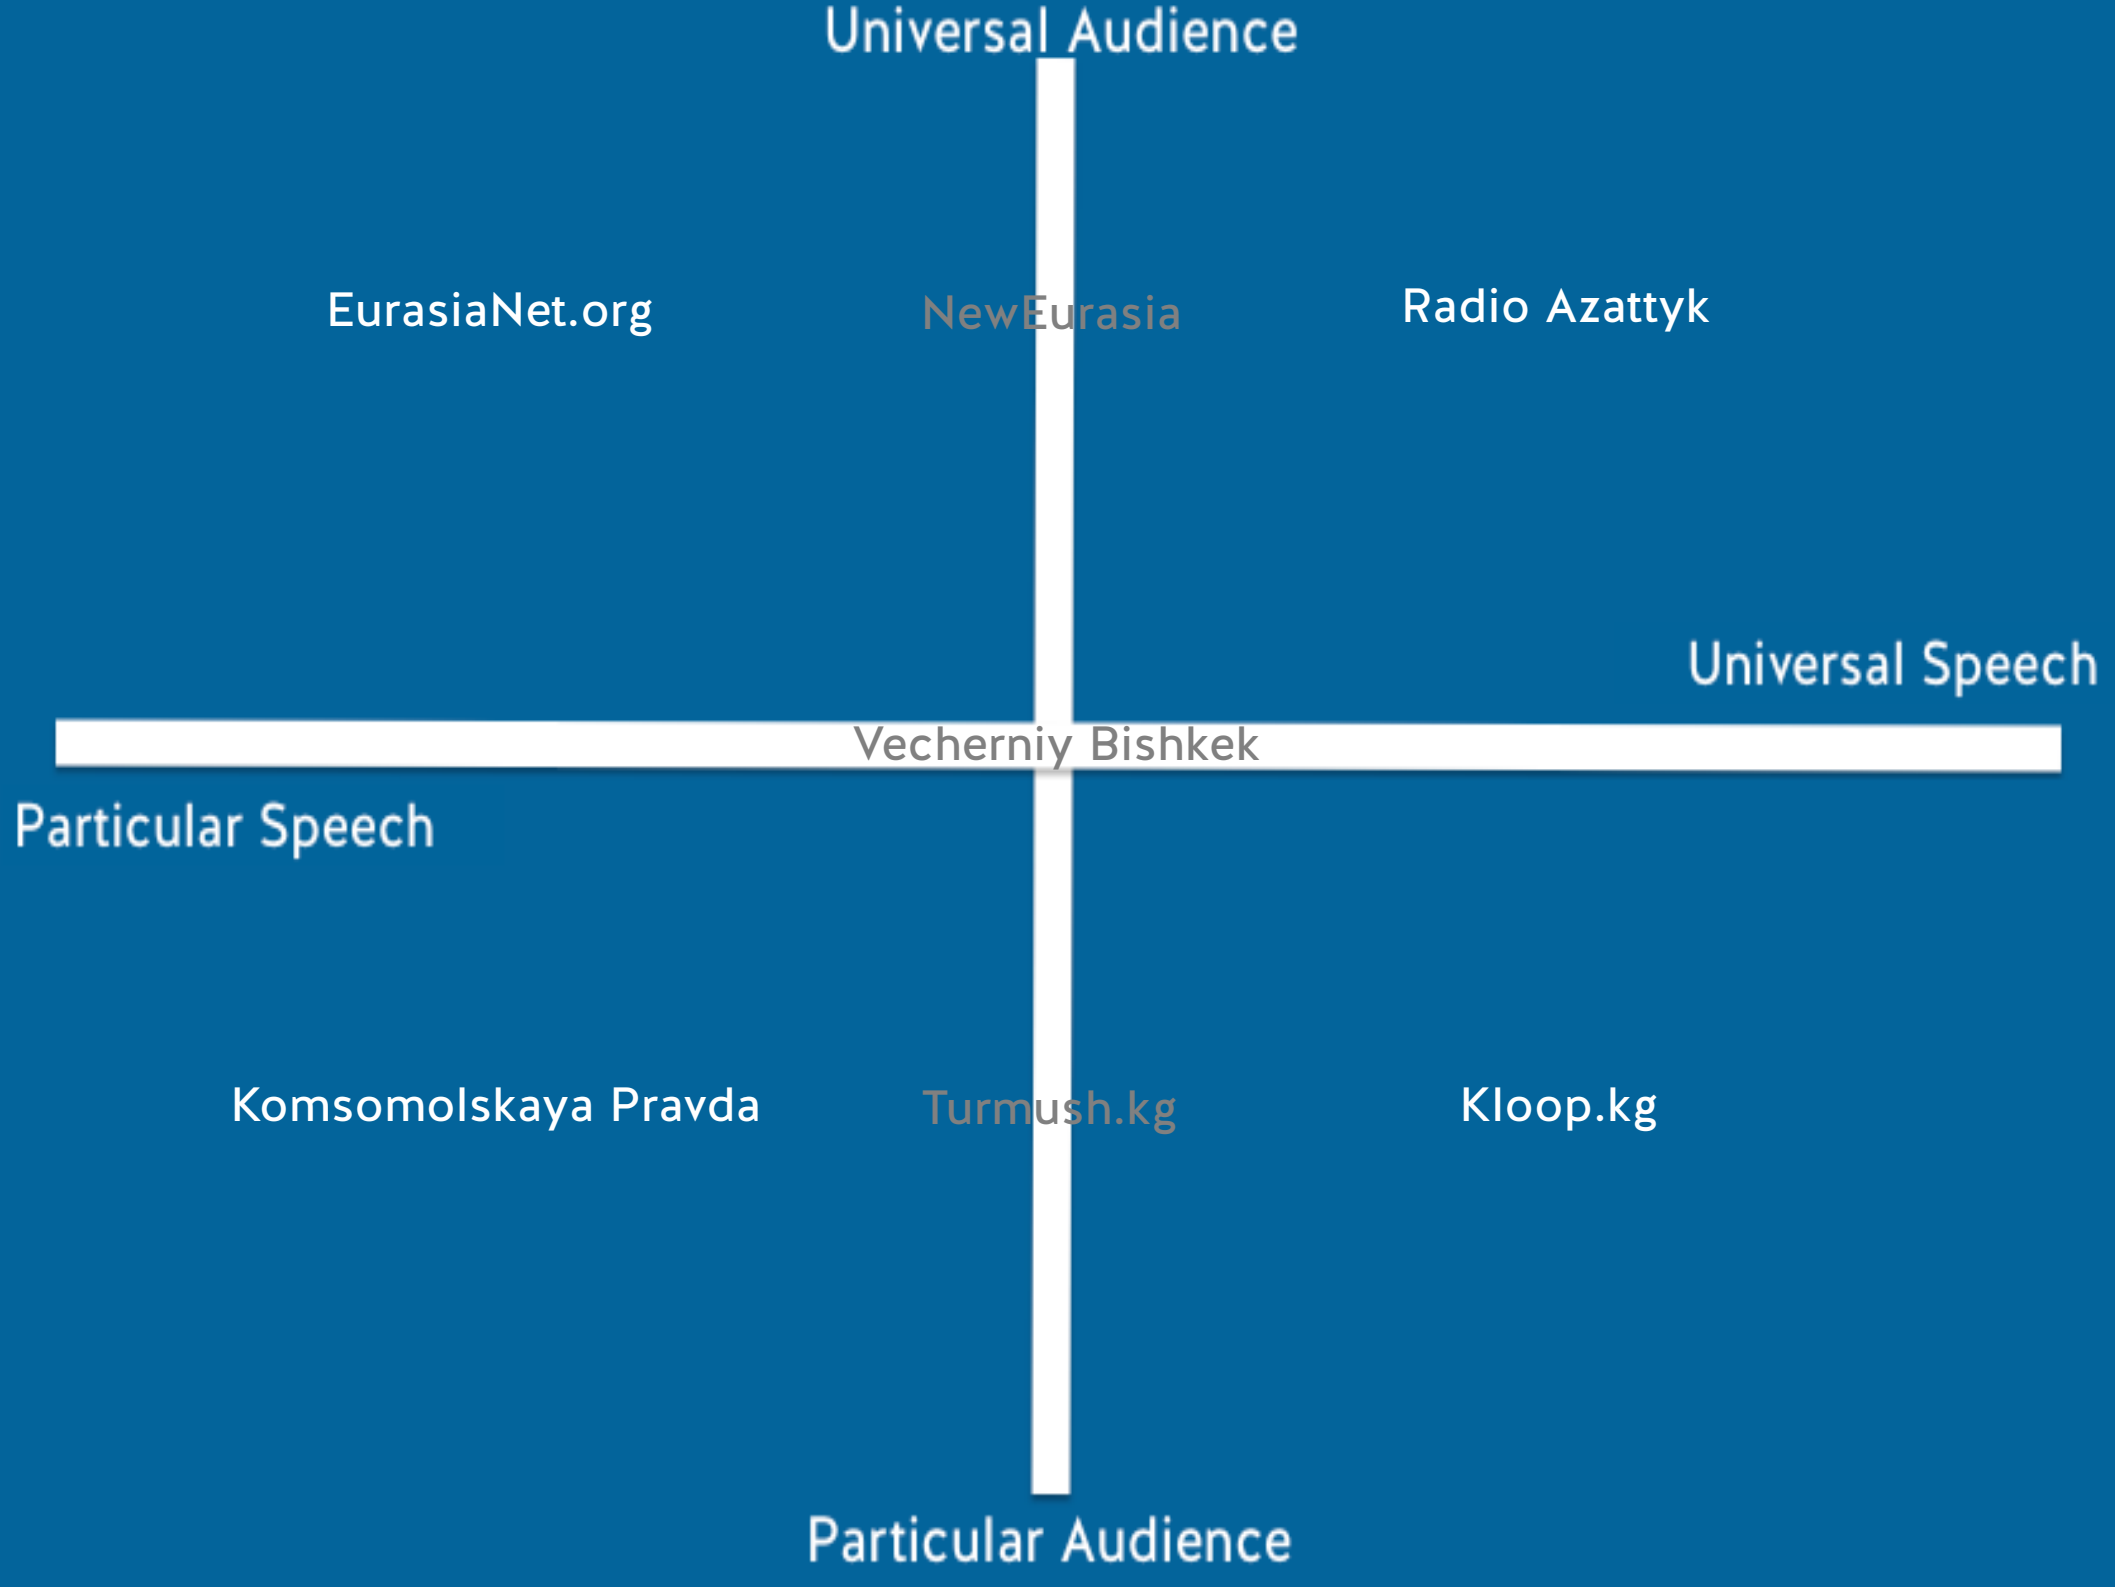 Universal Audience
EurasiaNet.org
NewEurasia
Radio Azattyk
Universal Speech
Vecherniy Bishkek
Particular Speech
Komsomolskaya Pravda
Turmush.kg
Kloop.kg
Particular Audience